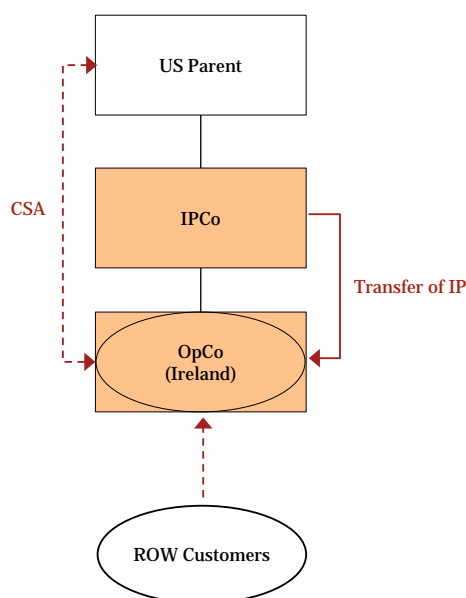 US Parent
CSA
IPCo
Transfer of IP
OpCo
(Ireland)
ROW Customers